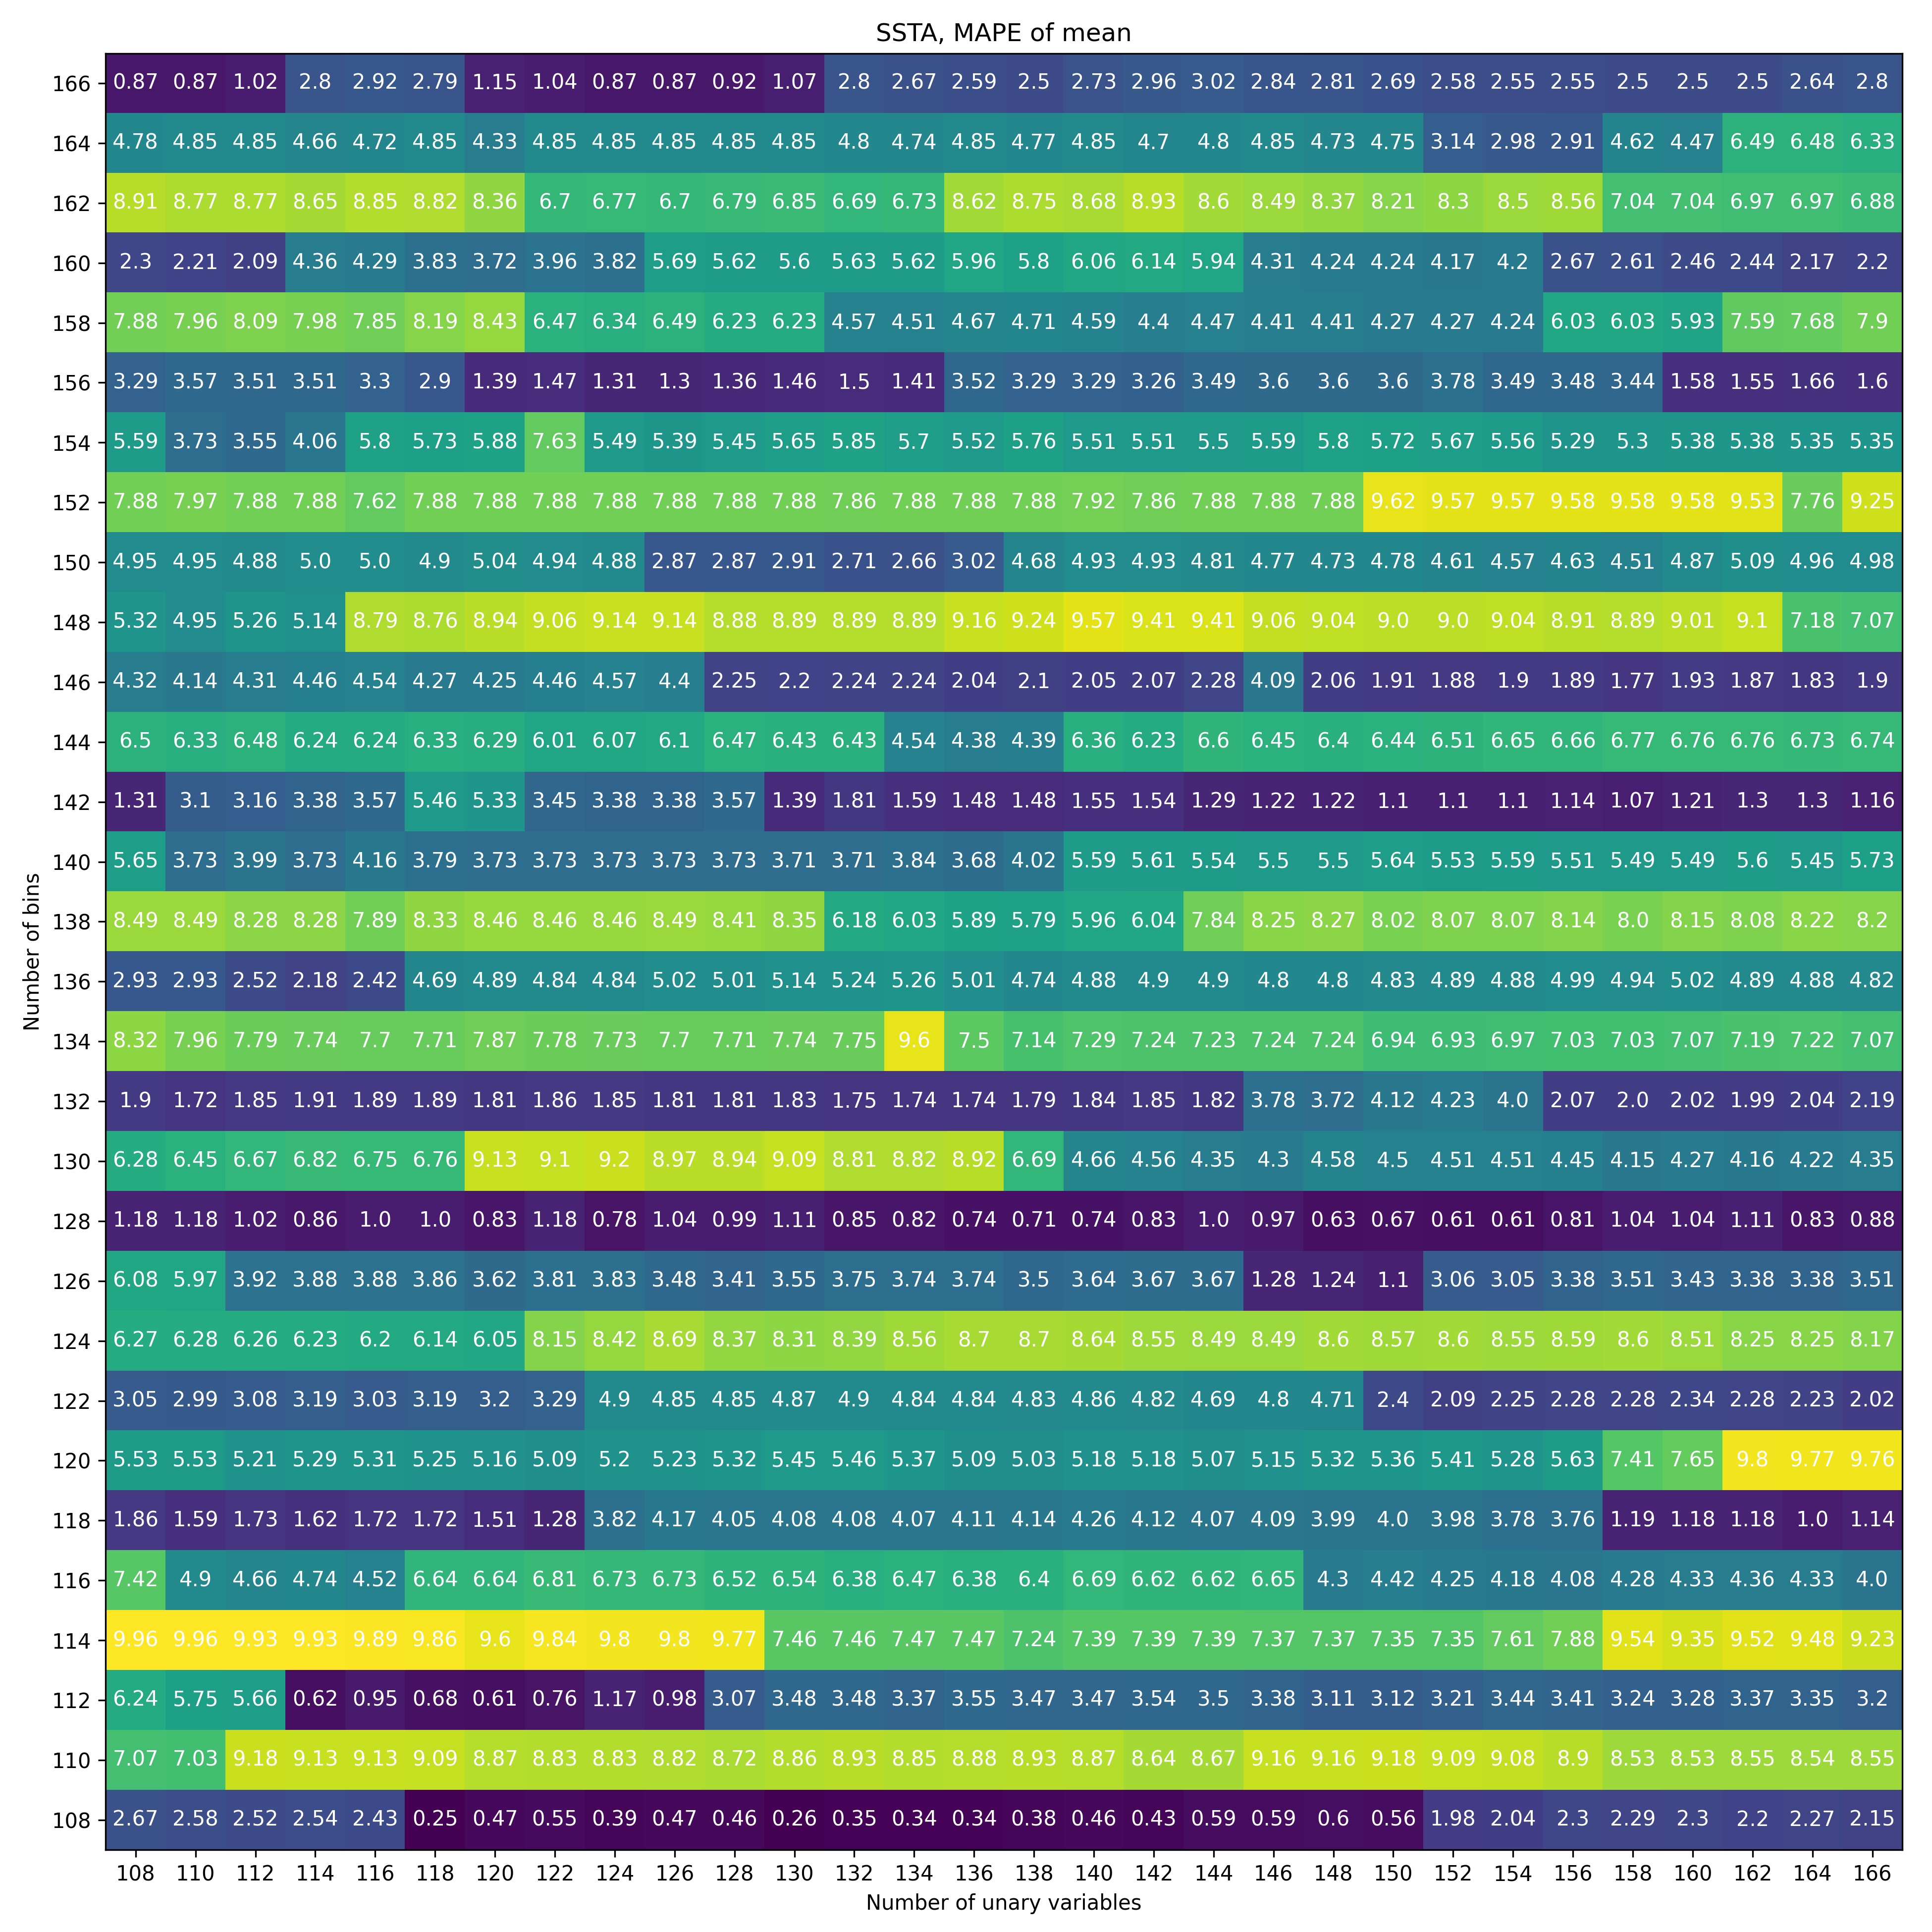 SSTA, MAPE of mean
166 0.87 0.87 1.02 2.8 2.92 2.79 1.15 1.04 0.87 0.87 0.92 1.07 2.8 2.67 2.59 2.5 2.73 2.96 3.02 2.84 2.81 2.69 2.58 2.55 2.55 2.5 2.5 2.5 2.64 2.8
164 4.78 4.85 4.85 4.66 4.72 4.85 4.33 4.85 4.85 4.85 4.85 4.85 4.8 4.74 4.85 4.77 4.85 4.7 4.8 4.85 4.73 4.75 3.14 2.98 2.91 4.62 4.47 6.49 6.48 6.33
162 8.91 8.77 8.77 8.65 8.85 8.82 8.36 6.7 6.77 6.7 6.79 6.85 6.69 6.73 8.62 8.75 8.68 8.93 8.6 8.49 8.37 8.21 8.3 8.5 8.56 7.04 7.04 6.97 6.97 6.88
160 2.3 2.21 2.09 4.36 4.29 3.83 3.72 3.96 3.82 5.69 5.62 5.6 5.63 5.62 5.96 5.8 6.06 6.14 5.94 4.31 4.24 4.24 4.17 4.2 2.67 2.61 2.46 2.44 2.17 2.2
158 7.88 7.96 8.09 7.98 7.85 8.19 8.43 6.47 6.34 6.49 6.23 6.23 4.57 4.51 4.67 4.71 4.59 4.4 4.47 4.41 4.41 4.27 4.27 4.24 6.03 6.03 5.93 7.59 7.68 7.9
156 3.29 3.57 3.51 3.51 3.3 2.9 1.39 1.47 1.31 1.3 1.36 1.46 1.5 1.41 3.52 3.29 3.29 3.26 3.49 3.6 3.6 3.6 3.78 3.49 3.48 3.44 1.58 1.55 1.66 1.6
154 5.59 3.73 3.55 4.06 5.8 5.73 5.88 7.63 5.49 5.39 5.45 5.65 5.85 5.7 5.52 5.76 5.51 5.51 5.5 5.59 5.8 5.72 5.67 5.56 5.29 5.3 5.38 5.38 5.35 5.35
152 7.88 7.97 7.88 7.88 7.62 7.88 7.88 7.88 7.88 7.88 7.88 7.88 7.86 7.88 7.88 7.88 7.92 7.86 7.88 7.88 7.88 9.62 9.57 9.57 9.58 9.58 9.58 9.53 7.76 9.25
150 4.95 4.95 4.88 5.0 5.0 4.9 5.04 4.94 4.88 2.87 2.87 2.91 2.71 2.66 3.02 4.68 4.93 4.93 4.81 4.77 4.73 4.78 4.61 4.57 4.63 4.51 4.87 5.09 4.96 4.98
148 5.32 4.95 5.26 5.14 8.79 8.76 8.94 9.06 9.14 9.14 8.88 8.89 8.89 8.89 9.16 9.24 9.57 9.41 9.41 9.06 9.04 9.0 9.0 9.04 8.91 8.89 9.01 9.1 7.18 7.07
146 4.32 4.14 4.31 4.46 4.54 4.27 4.25 4.46 4.57 4.4 2.25 2.2 2.24 2.24 2.04 2.1 2.05 2.07 2.28 4.09 2.06 1.91 1.88 1.9 1.89 1.77 1.93 1.87 1.83 1.9
144 6.5 6.33 6.48 6.24 6.24 6.33 6.29 6.01 6.07 6.1 6.47 6.43 6.43 4.54 4.38 4.39 6.36 6.23 6.6 6.45 6.4 6.44 6.51 6.65 6.66 6.77 6.76 6.76 6.73 6.74
142 1.31 3.1 3.16 3.38 3.57 5.46 5.33 3.45 3.38 3.38 3.57 1.39 1.81 1.59 1.48 1.48 1.55 1.54 1.29 1.22 1.22 1.1 1.1 1.1 1.14 1.07 1.21 1.3 1.3 1.16
140 5.65 3.73 3.99 3.73 4.16 3.79 3.73 3.73 3.73 3.73 3.73 3.71 3.71 3.84 3.68 4.02 5.59 5.61 5.54 5.5 5.5 5.64 5.53 5.59 5.51 5.49 5.49 5.6 5.45 5.73
138 8.49 8.49 8.28 8.28 7.89 8.33 8.46 8.46 8.46 8.49 8.41 8.35 6.18 6.03 5.89 5.79 5.96 6.04 7.84 8.25 8.27 8.02 8.07 8.07 8.14 8.0 8.15 8.08 8.22 8.2
136 2.93 2.93 2.52 2.18 2.42 4.69 4.89 4.84 4.84 5.02 5.01 5.14 5.24 5.26 5.01 4.74 4.88 4.9 4.9 4.8 4.8 4.83 4.89 4.88 4.99 4.94 5.02 4.89 4.88 4.82
134 8.32 7.96 7.79 7.74 7.7 7.71 7.87 7.78 7.73 7.7 7.71 7.74 7.75 9.6 7.5 7.14 7.29 7.24 7.23 7.24 7.24 6.94 6.93 6.97 7.03 7.03 7.07 7.19 7.22 7.07
132 1.9 1.72 1.85 1.91 1.89 1.89 1.81 1.86 1.85 1.81 1.81 1.83 1.75 1.74 1.74 1.79 1.84 1.85 1.82 3.78 3.72 4.12 4.23 4.0 2.07 2.0 2.02 1.99 2.04 2.19
130 6.28 6.45 6.67 6.82 6.75 6.76 9.13 9.1 9.2 8.97 8.94 9.09 8.81 8.82 8.92 6.69 4.66 4.56 4.35 4.3 4.58 4.5 4.51 4.51 4.45 4.15 4.27 4.16 4.22 4.35
128 1.18 1.18 1.02 0.86 1.0 1.0 0.83 1.18 0.78 1.04 0.99 1.11 0.85 0.82 0.74 0.71 0.74 0.83 1.0 0.97 0.63 0.67 0.61 0.61 0.81 1.04 1.04 1.11 0.83 0.88
126 6.08 5.97 3.92 3.88 3.88 3.86 3.62 3.81 3.83 3.48 3.41 3.55 3.75 3.74 3.74 3.5 3.64 3.67 3.67 1.28 1.24 1.1 3.06 3.05 3.38 3.51 3.43 3.38 3.38 3.51
124 6.27 6.28 6.26 6.23 6.2 6.14 6.05 8.15 8.42 8.69 8.37 8.31 8.39 8.56 8.7 8.7 8.64 8.55 8.49 8.49 8.6 8.57 8.6 8.55 8.59 8.6 8.51 8.25 8.25 8.17
122 3.05 2.99 3.08 3.19 3.03 3.19 3.2 3.29 4.9 4.85 4.85 4.87 4.9 4.84 4.84 4.83 4.86 4.82 4.69 4.8 4.71 2.4 2.09 2.25 2.28 2.28 2.34 2.28 2.23 2.02
120 5.53 5.53 5.21 5.29 5.31 5.25 5.16 5.09 5.2 5.23 5.32 5.45 5.46 5.37 5.09 5.03 5.18 5.18 5.07 5.15 5.32 5.36 5.41 5.28 5.63 7.41 7.65 9.8 9.77 9.76
118 1.86 1.59 1.73 1.62 1.72 1.72 1.51 1.28 3.82 4.17 4.05 4.08 4.08 4.07 4.11 4.14 4.26 4.12 4.07 4.09 3.99 4.0 3.98 3.78 3.76 1.19 1.18 1.18 1.0 1.14
116 7.42 4.9 4.66 4.74 4.52 6.64 6.64 6.81 6.73 6.73 6.52 6.54 6.38 6.47 6.38 6.4 6.69 6.62 6.62 6.65 4.3 4.42 4.25 4.18 4.08 4.28 4.33 4.36 4.33 4.0
114 9.96 9.96 9.93 9.93 9.89 9.86 9.6 9.84 9.8 9.8 9.77 7.46 7.46 7.47 7.47 7.24 7.39 7.39 7.39 7.37 7.37 7.35 7.35 7.61 7.88 9.54 9.35 9.52 9.48 9.23
112 6.24 5.75 5.66 0.62 0.95 0.68 0.61 0.76 1.17 0.98 3.07 3.48 3.48 3.37 3.55 3.47 3.47 3.54 3.5 3.38 3.11 3.12 3.21 3.44 3.41 3.24 3.28 3.37 3.35 3.2
110 7.07 7.03 9.18 9.13 9.13 9.09 8.87 8.83 8.83 8.82 8.72 8.86 8.93 8.85 8.88 8.93 8.87 8.64 8.67 9.16 9.16 9.18 9.09 9.08 8.9 8.53 8.53 8.55 8.54 8.55
108 2.67 2.58 2.52 2.54 2.43 0.25 0.47 0.55 0.39 0.47 0.46 0.26 0.35 0.34 0.34 0.38 0.46 0.43 0.59 0.59 0.6 0.56 1.98 2.04 2.3 2.29 2.3 2.2 2.27 2.15
108 110 112 114 116 118 120 122 124 126 128 130 132 134 136 138 140 142 144 146 148 150 152 154 156 158 160 162 164 166
Number of unary variables
Number of bins